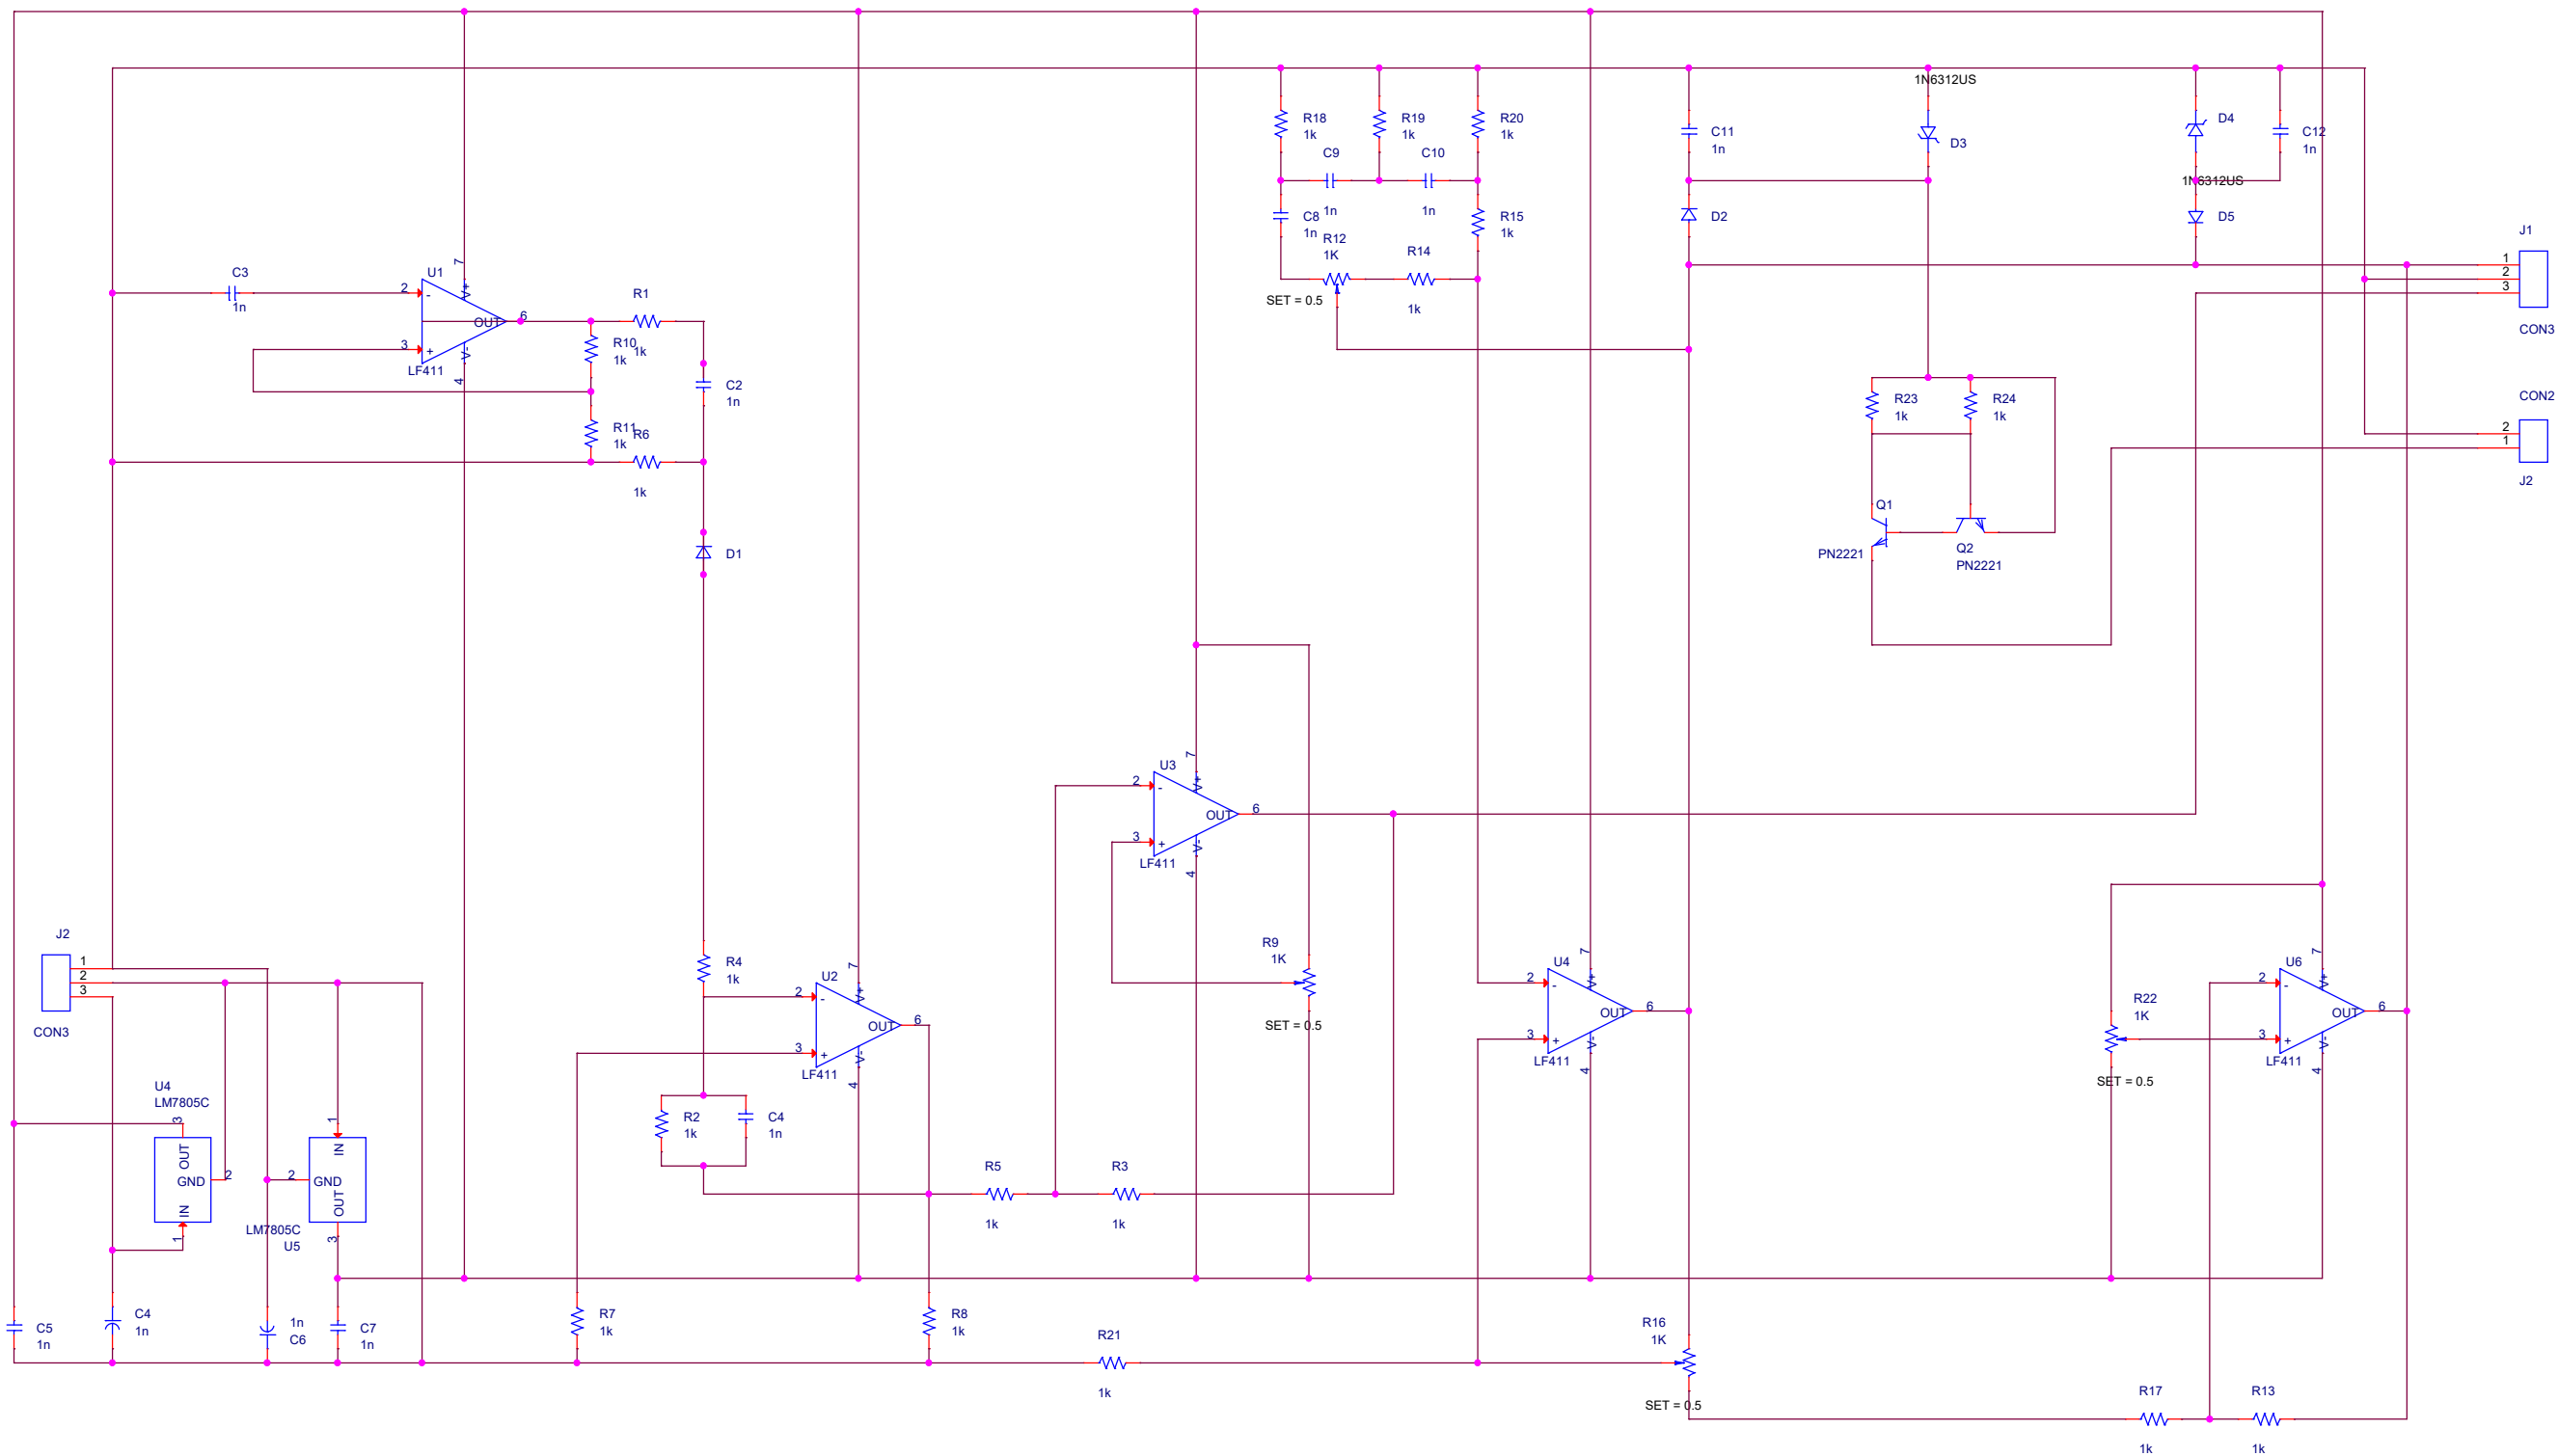 1N6312US
R18
1k
R19
1k
R20
1k
C11
1n
D3
D4
C12
1n
C9
1n
C10
1n
1N6312US
C8
1n
R15
1k
D2
D5
R12
1K
SET = 0.5
R14
1k
J1
1
2
3
CON3
C3
1n
U1
7
V+
2
-
OUT
6
3
+
V-
4
LF411
R1
1k
R10
1k
C2
1n
R11
1k
R6
1k
D1
R23
1k
R24
1k
CON2
2
1
J2
Q1
PN2221
Q2
PN2221
U3
7
V+
2
-
OUT
6
3
+
V-
4
LF411
R9
1K
SET = 0.5
J2
1
2
3
CON3
R4
1k
U2
7
V+
2
-
OUT
6
3
+
V-
4
LF411
U4
7
V+
2
-
OUT
6
3
+
V-
4
LF411
R22
1K
SET = 0.5
U6
7
V+
2
-
OUT
6
3
+
V-
4
LF411
U4
LM7805C
3
OUT
GND
2
IN
1
1
IN
2
GND
OUT
3
LM7805C
U5
R2
1k
C4
1n
R5
1k
R3
1k
C5
1n
C4
1n
1n
C6
C7
1n
R7
1k
R8
1k
R21
1k
R16
1K
SET = 0.5
R17
1k
R13
1k